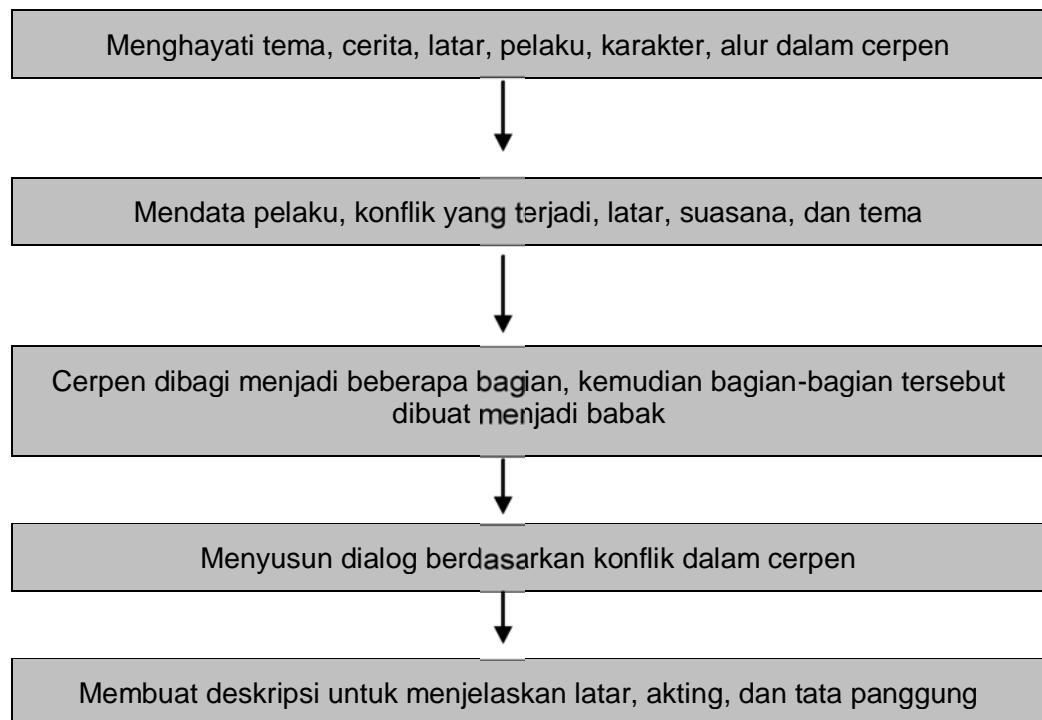 Menghayati tema, cerita, latar, pelaku, karakter, alur dalam cerpen
Mendata pelaku, konflik yang terjadi, latar, suasana, dan tema
Cerpen dibagi menjadi beberapa bagian, kemudian bagian-bagian tersebut
dibuat menjadi babak
Menyusun dialog berdasarkan konflik dalam cerpen
Membuat deskripsi untuk menjelaskan latar, akting, dan tata panggung